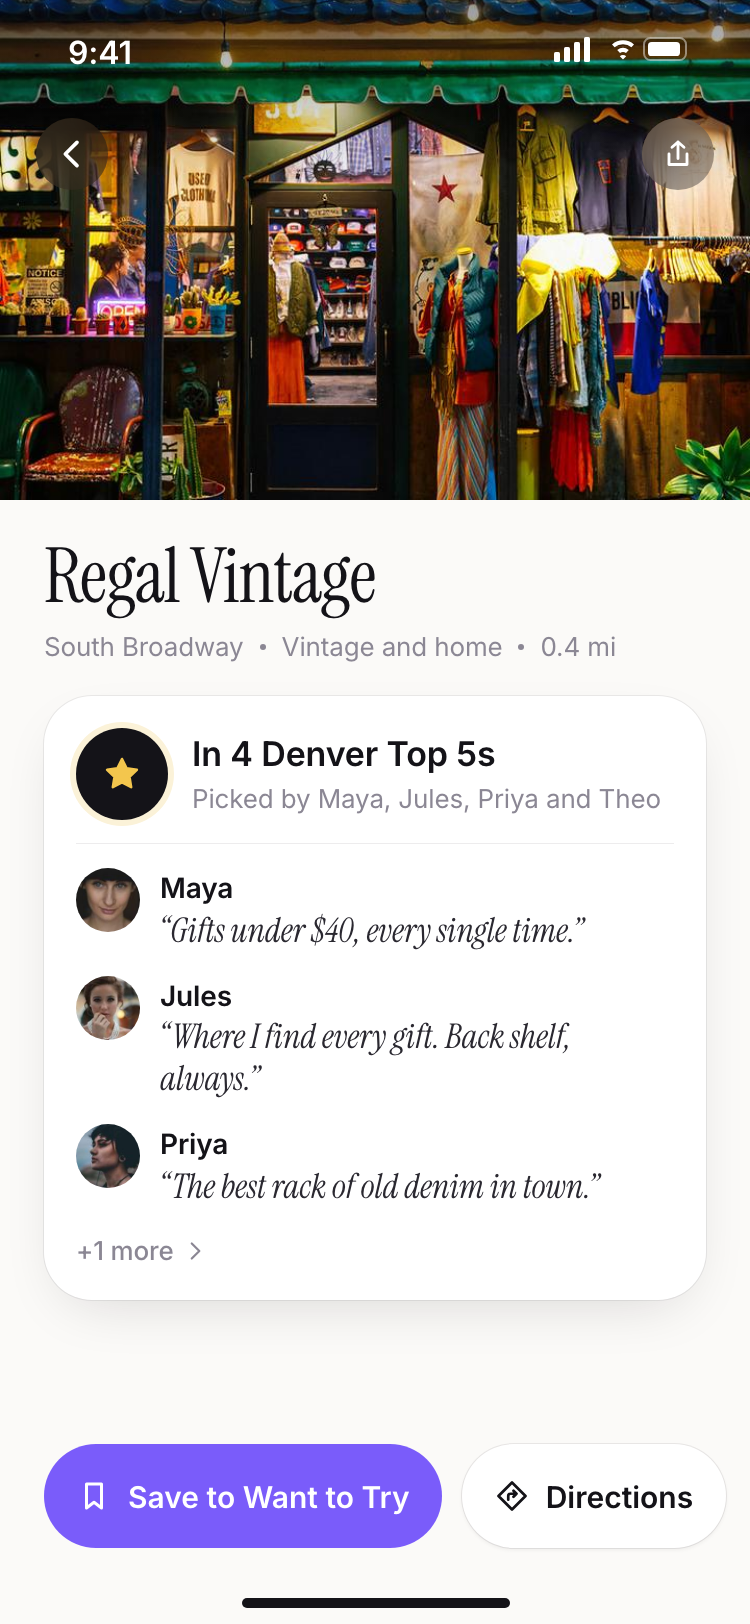 9:41
USED
CLOTHING
NOTICE
OPEN
Regal Vintage
South Broadway • Vintage and home • 0.4 mi
In 4 Denver Top 5s
Picked by Maya, Jules, Priya and Theo
Maya
“Gifts under $40, every single time.”
Jules
“Where I find every gift. Back shelf,
always.”
Priya
“The best rack of old denim in town.”
+1 more
Save to Want to Try
Directions